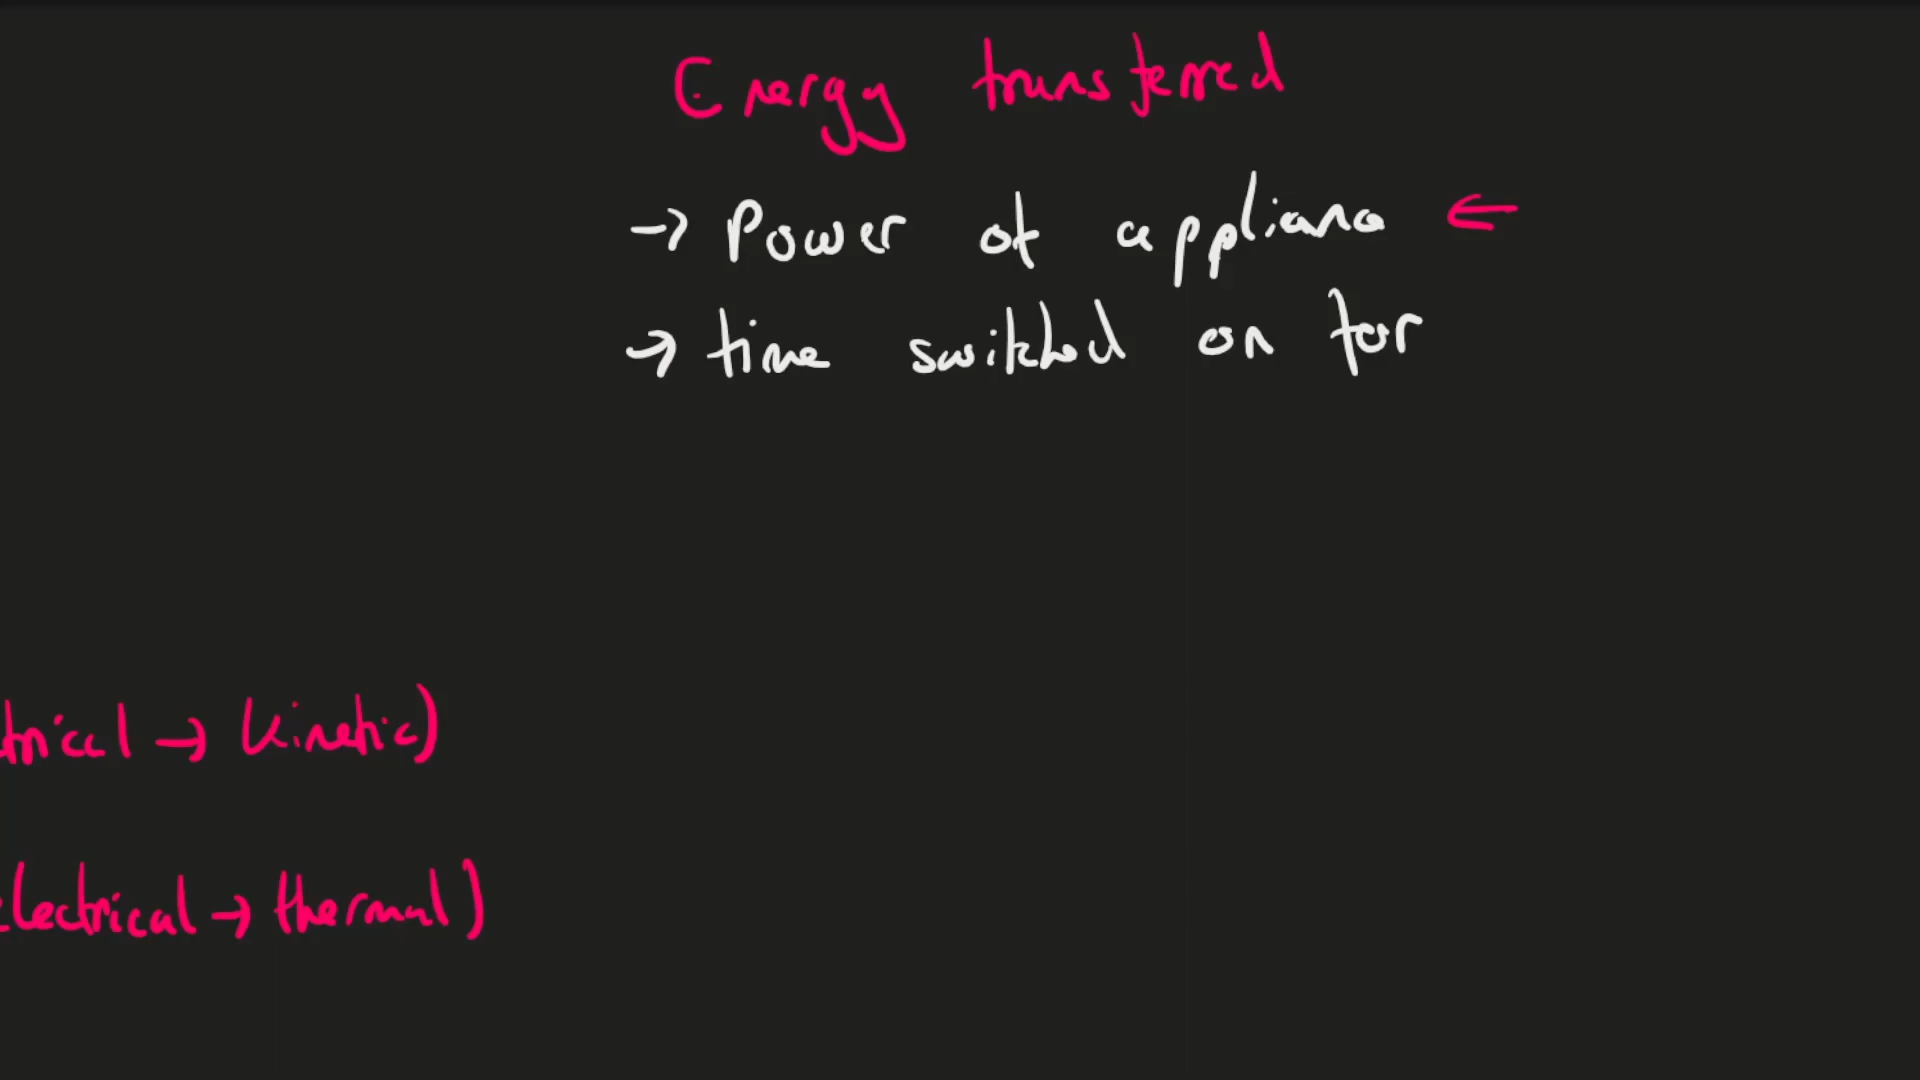 Energy transferred
→ Power of appliance ←
→ time switched on for
trical → kinetic)
electrical → thermal)